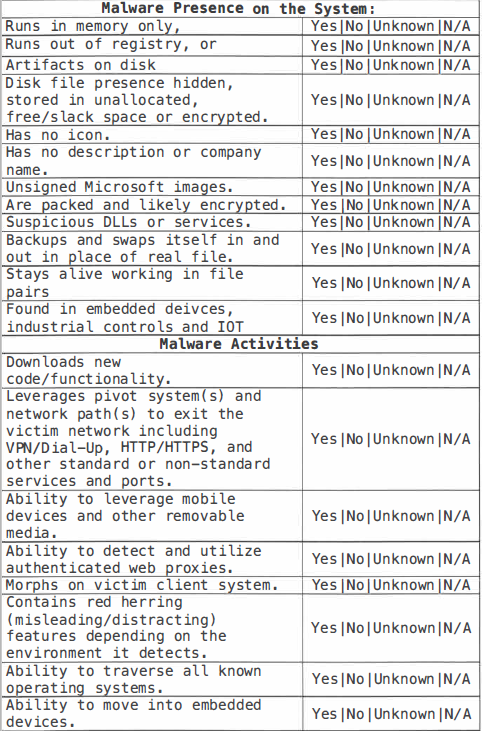 Malware Presence on the System:
Runs in memory only, Yes|No|Unknown|N/A
Runs out of registry, or Yes|No|Unknown|N/A
Artifacts on disk Yes|No|Unknown|N/A
Disk file presence hidden,
stored in unallocated, Yes|No|Unknown|N/A
free/slack space or encrypted.
Has no icon. Yes|No|Unknown|N/A
Has no description or company Yes|No|Unknown|N/A
name.
Unsigned Microsoft images. Yes|No|Unknown|N/A
Are packed and likely encrypted. Yes|No|Unknown|N/A
Suspicious DLLs or services. Yes|No|Unknown|N/A
Backups and swaps itself in and Yes|No|Unknown|N/A
out in place of real file.
Stays alive working in file Yes|No|Unknown|N/A
pairs
Found in embedded deivces, Yes|No|Unknown|N/A
industrial controls and IOT
Malware Activities
Downloads new Yes|No|Unknown|N/A
code/functionality.
Leverages pivot system(s) and
network path(s) to exit the
victim network including Yes|No|Unknown|N/A
VPN/Dial-Up, HTTP/HTTPS, and
other standard or non-standard
services and ports.
Ability to leverage mobile
devices and other removable Yes|No|Unknown|N/A
media.
Ability to detect and utilize Yes|No|Unknown|N/A
authenticated web proxies.
Morphs on victim client system. Yes|No|Unknown|N/A
Contains red herring
(misleading/distracting) Yes|No|Unknown|N/A
features depending on the
environment it detects.
Ability to traverse all known Yes|No|Unknown|N/A
operating systems.
Ability to move into embedded Yes|No|Unknown|N/A
devices.